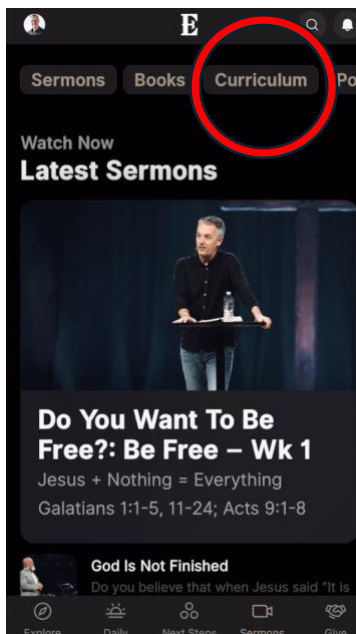 E
Sermons Books Curriculum Po
Watch Now
Latest Sermons
Do You Want To Be
Free?: Be Free – Wk 1
Jesus + Nothing = Everything
Galatians 1:1-5, 11-24; Acts 9:1-8
God Is Not Finished
Do you believe that when Jesus said "It is
Explore Daily Next Steps Sermons Give